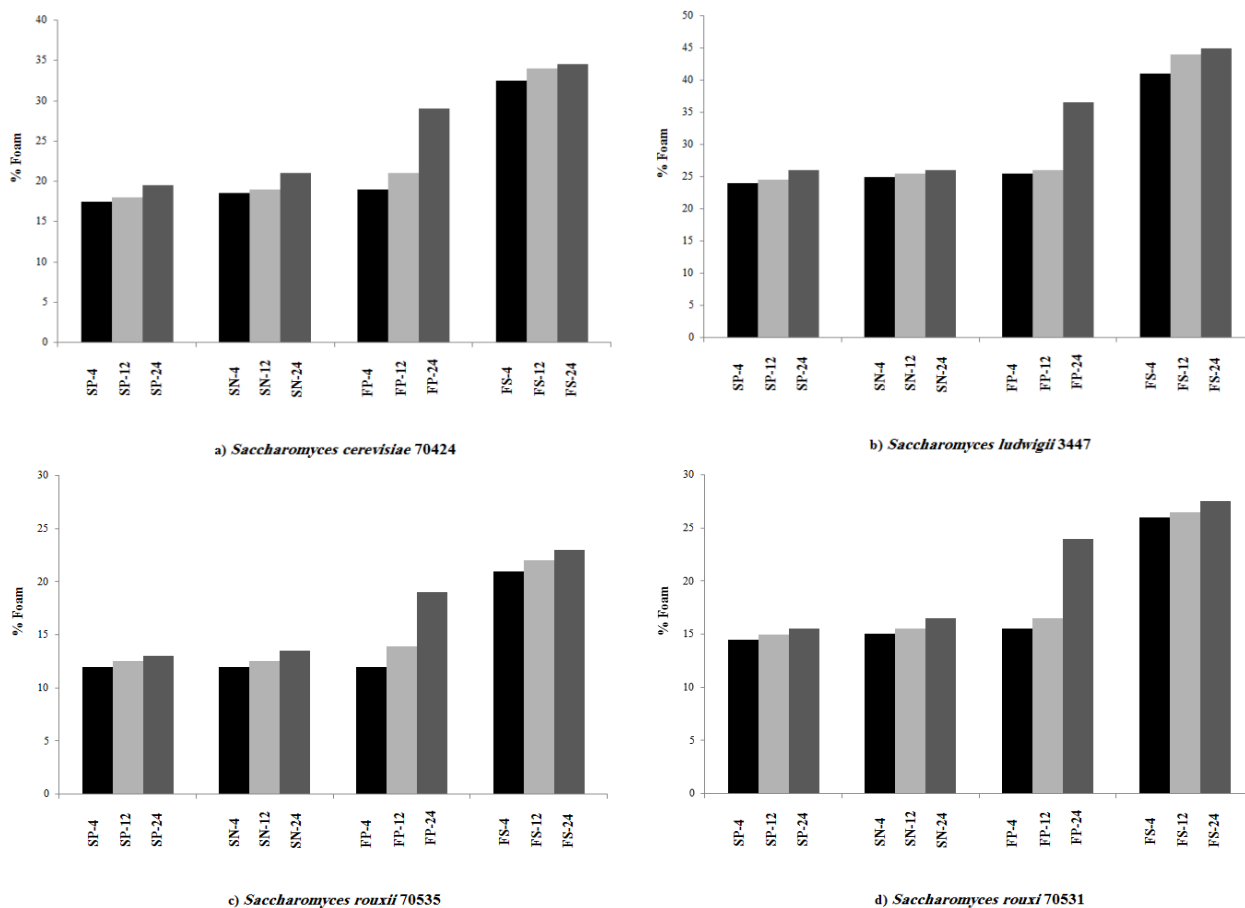 40
35
30
25
20
15
10
5
0
% Foam
SP-4
SP-12
SP-24
SN-4
SN-12
SN-24
FP-4
FP-12
FP-24
FS-4
FS-12
FS-24
a) Saccharomyces cerevisiae 70424
50
45
40
35
30
25
20
15
10
5
0
% Foam
SP-4
SP-12
SP-24
SN-4
SN-12
SN-24
FP-4
FP-12
FP-24
FS-4
FS-12
FS-24
b) Saccharomyces ludwigii 3447
30
25
20
15
10
5
0
% Foam
SP-4
SP-12
SP-24
SN-4
SN-12
SN-24
FP-4
FP-12
FP-24
FS-4
FS-12
FS-24
c) Saccharomyces rouxii 70535
30
25
20
15
10
5
0
% Foam
SP-4
SP-12
SP-24
SN-4
SN-12
SN-24
FP-4
FP-12
FP-24
FS-4
FS-12
FS-24
d) Saccharomyces rouxi 70531